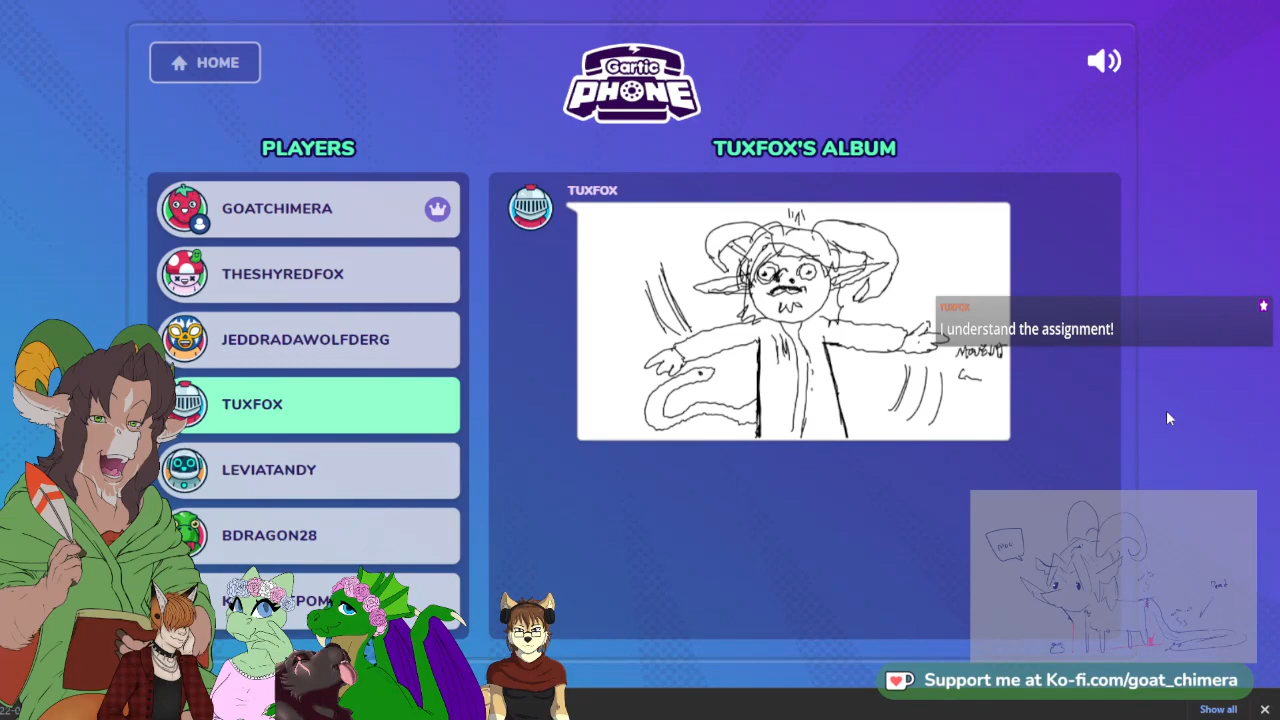 HOME
Gartic
PHONE
PLAYERS
TUXFOX'S ALBUM
GOATCHIMERA
TUXFOX
THESHYREDFOX
TUXFOX
I understand the assignment!
JEDDRADAWOLFDERG
TUXFOX
LEVIATANDY
BDRAGON28
Support me at Ko-fi.com/goat_chimera
Show all